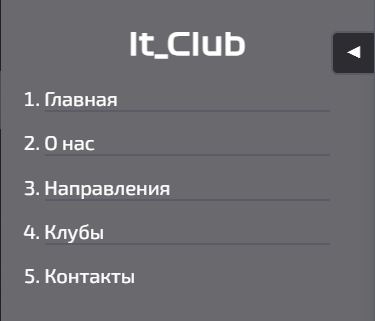 It_Club
1. Главная
2. О нас
3. Направления
4. Клубы
5. Контакты